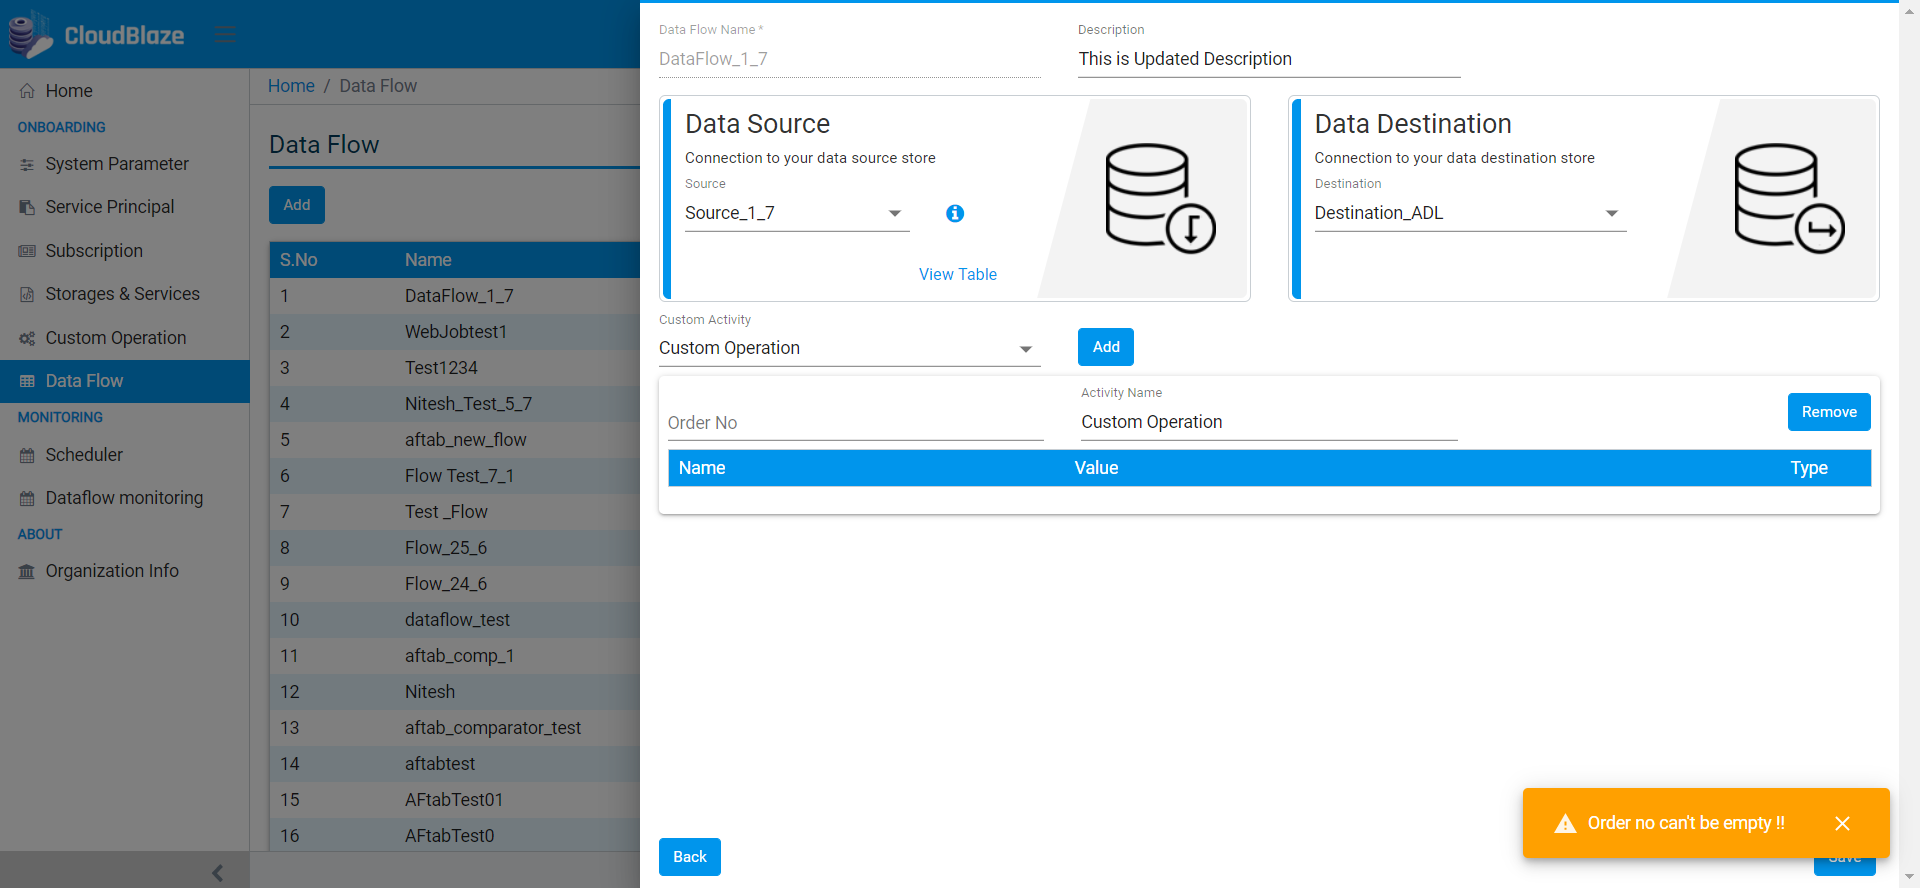 CloudBlaze
Home
ONBOARDING
System Parameter
Service Principal
Subscription
Storages & Services
Custom Operation
Data Flow
MONITORING
Scheduler
Dataflow monitoring
ABOUT
Organization Info
Home / Data Flow
Data Flow
Add
S.No Name
1 DataFlow_1_7
2 WebJobtest1
3 Test1234
4 Nitesh_Test_5_7
5 aftab_new_flow
6 Flow Test_7_1
7 Test _Flow
8 Flow_25_6
9 Flow_24_6
10 dataflow_test
11 aftab_comp_1
12 Nitesh
13 aftab_comparator_test
14 aftabtest
15 AFtabTest01
16 AFtabTest0
Data Flow Name *
DataFlow_1_7
Description
This is Updated Description
Data Source
Connection to your data source store
Source
Source_1_7
View Table
Data Destination
Connection to your data destination store
Destination
Destination_ADL
Custom Activity
Custom Operation
Add
Order No
Activity Name
Custom Operation
Remove
Name Value Type
Order no can't be empty !!
Back
Save